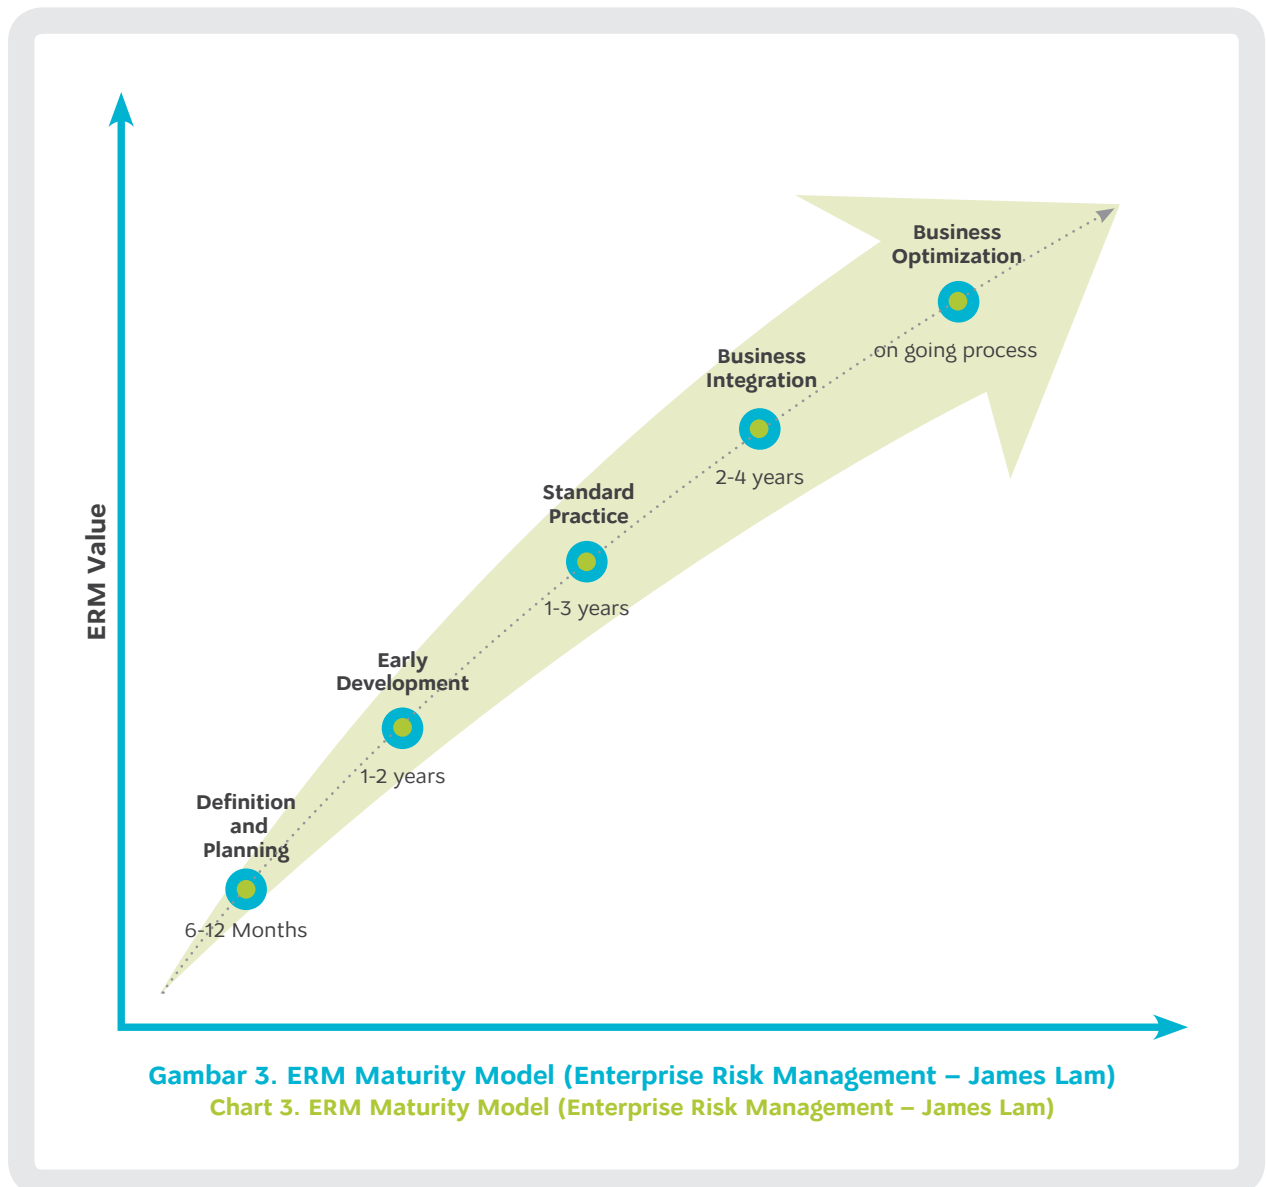 Business
Optimization
on going process
Business
Integration
2-4 years
Standard
Practice
1-3 years
Early
Development
1-2 years
Definition
and
Planning
6-12 Months
ERM Value
Gambar 3. ERM Maturity Model (Enterprise Risk Management – James Lam)
Chart 3. ERM Maturity Model (Enterprise Risk Management – James Lam)